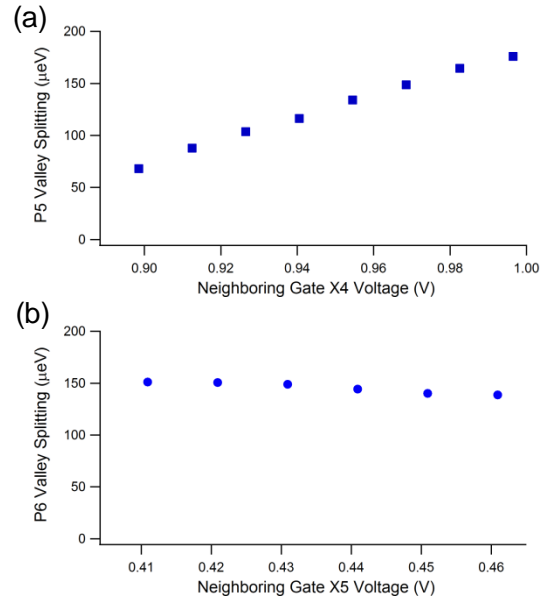 (a)
200
150
100
50
0
P5 Valley Splitting (µeV)
0.90 0.92 0.94 0.96 0.98 1.00
Neighboring Gate X4 Voltage (V)
(b)
200
150
100
50
0
P6 Valley Splitting (µeV)
0.41 0.42 0.43 0.44 0.45 0.46
Neighboring Gate X5 Voltage (V)